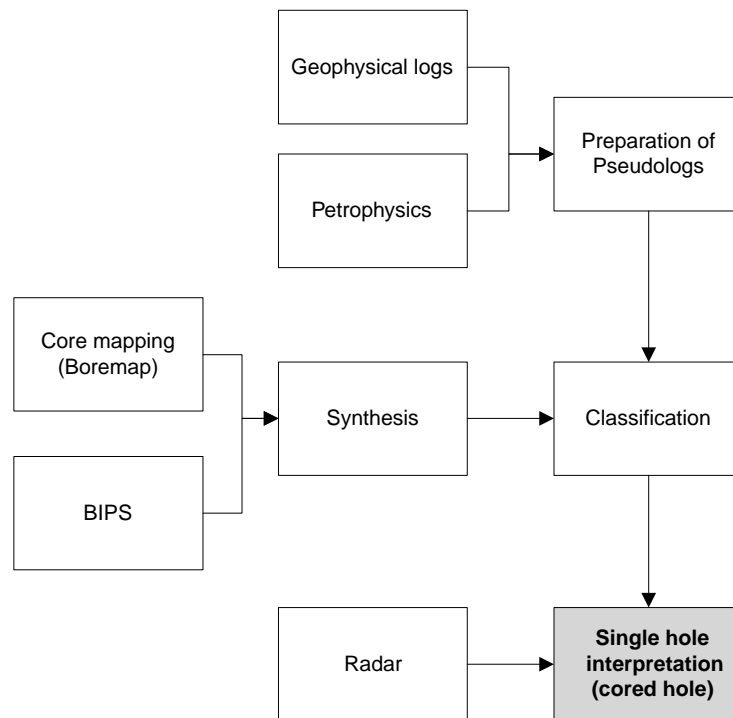 Geophysical logs
Preparation of
Pseudologs
Petrophysics
Core mapping
(Boremap)
Synthesis
Classification
BIPS
Radar
Single hole
interpretation
(cored hole)